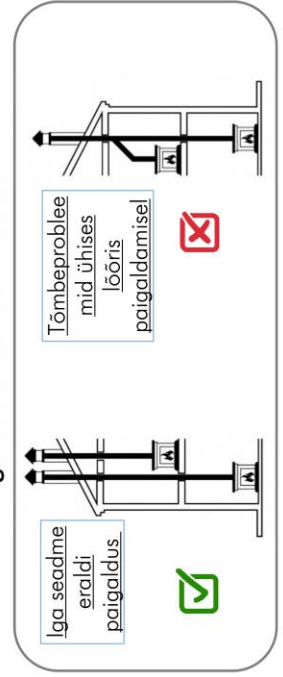 Iga seadme
eraldi
paigaldus
Tõmbeproblee
mid ühises
lõõris
paigaldamisel